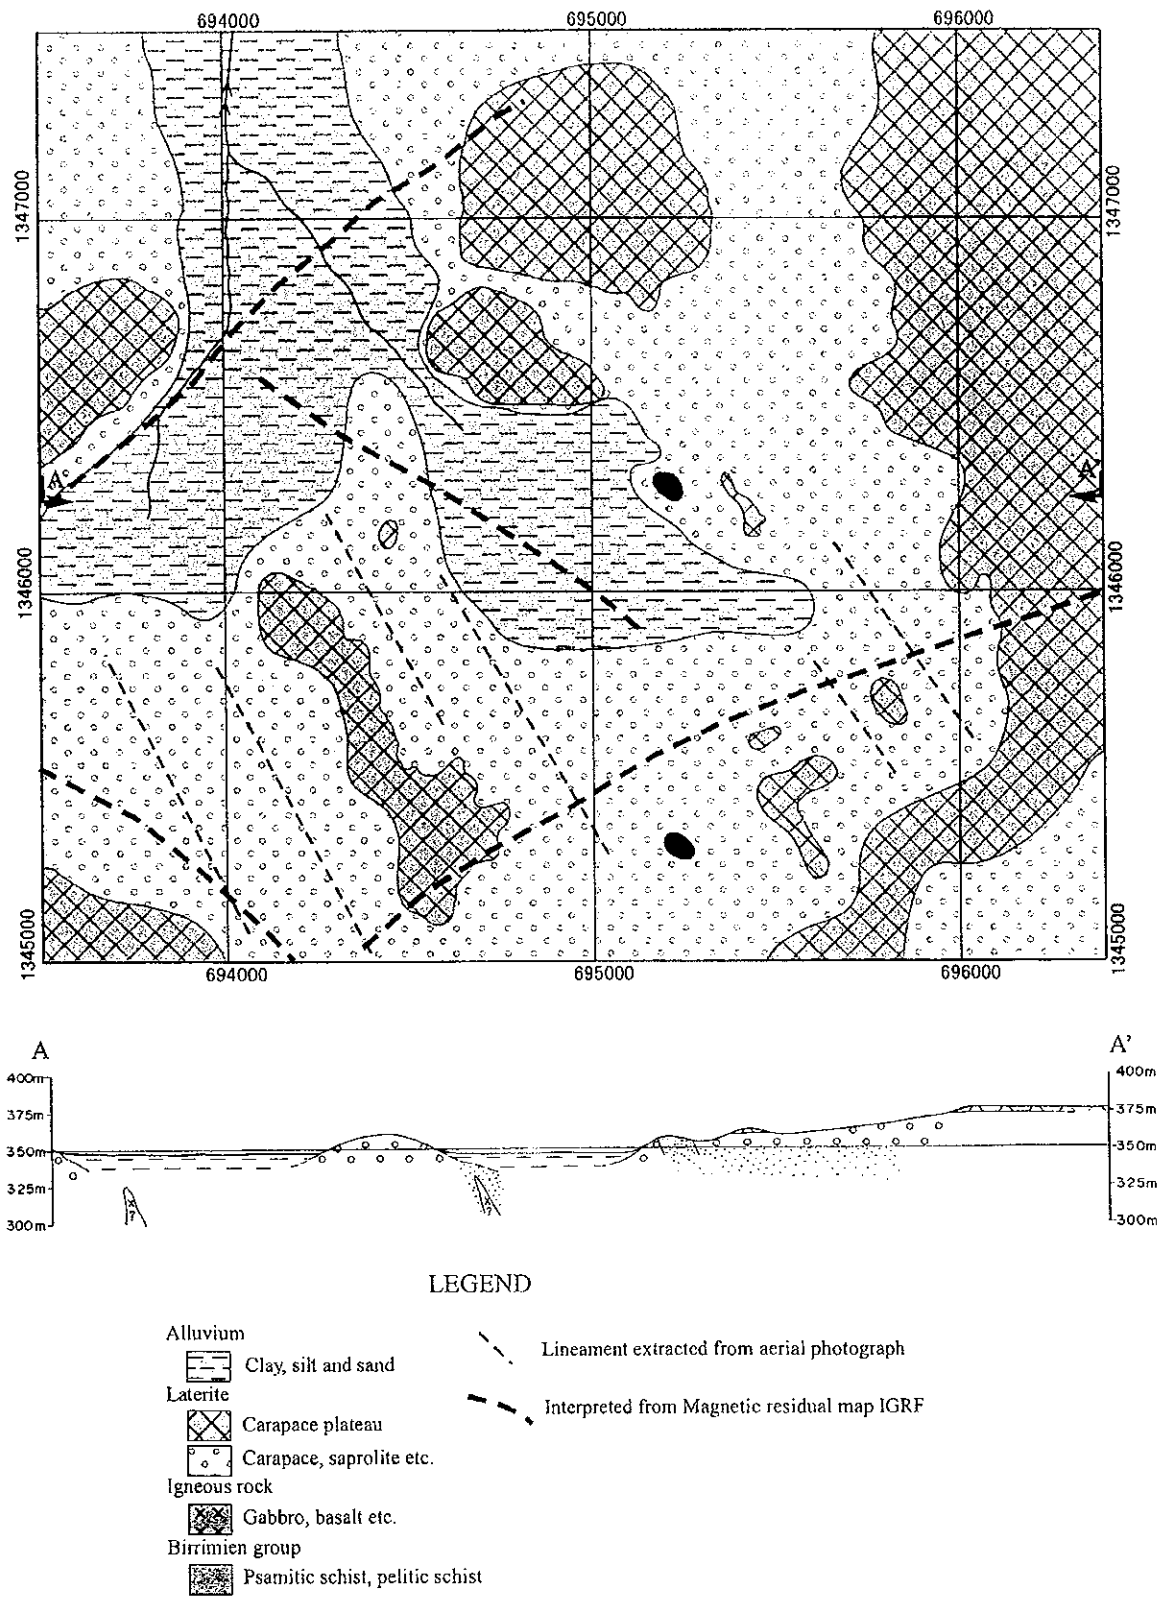 694000 695000 696000
1347000 1347000
A A'
1346000 1346000
1345000 1345000
694000 695000 696000
A A'
400m 400m
375m 375m
350m 350m
325m 325m
300m 300m
x ? x ?
LEGEND
Alluvium
Clay, silt and sand
Laterite
Carapace plateau
Carapace, saprolite etc.
Igneous rock
Gabbro, basalt etc.
Birrimien group
Psamitic schist, pelitic schist
Lineament extracted from aerial photograph
Interpreted from Magnetic residual map IGRF